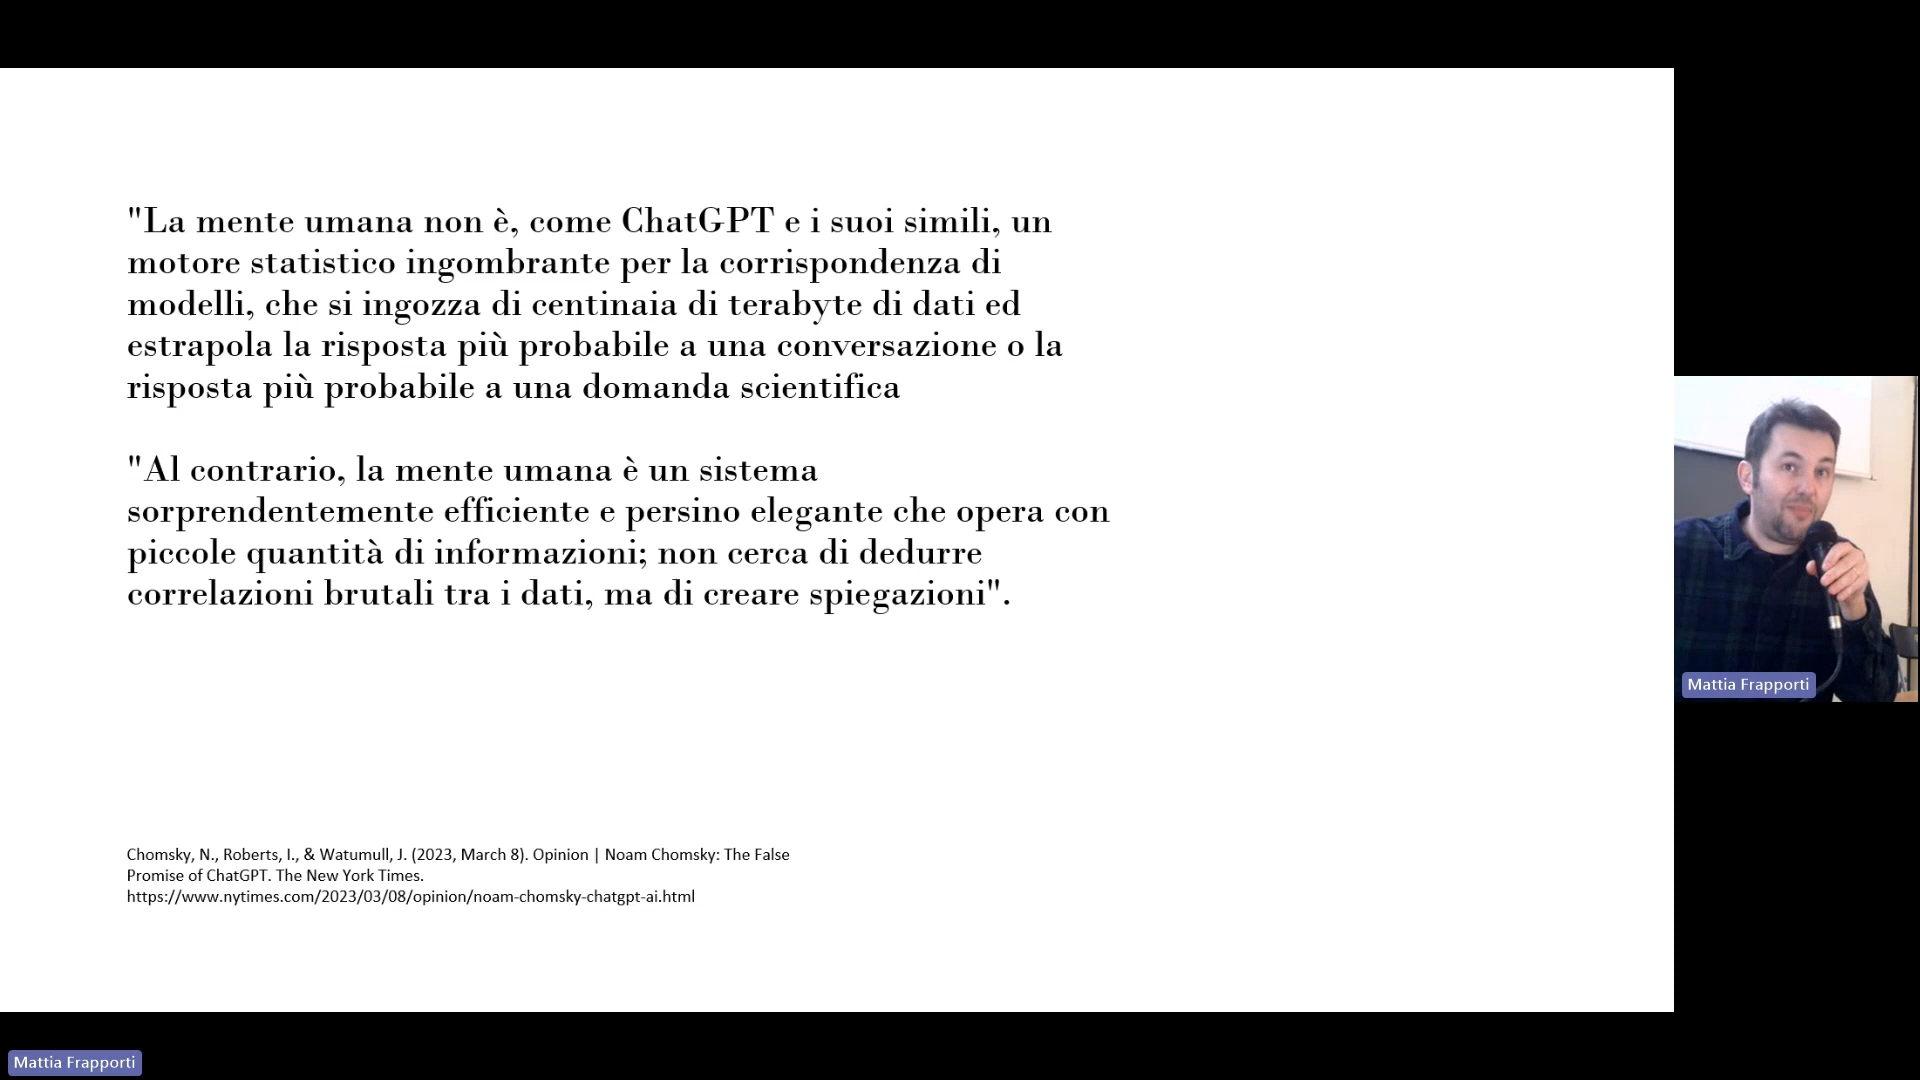 "La mente umana non è, come ChatGPT e i suoi simili, un
motore statistico ingombrante per la corrispondenza di
modelli, che si ingozza di centinaia di terabyte di dati ed
estrapola la risposta più probabile a una conversazione o la
risposta più probabile a una domanda scientifica
"Al contrario, la mente umana è un sistema
sorprendentemente efficiente e persino elegante che opera con
piccole quantità di informazioni; non cerca di dedurre
correlazioni brutali tra i dati, ma di creare spiegazioni".
Chomsky, N., Roberts, I., & Watumull, J. (2023, March 8). Opinion | Noam Chomsky: The False
Promise of ChatGPT. The New York Times.
https://www.nytimes.com/2023/03/08/opinion/noam-chomsky-chatgpt-ai.html
Mattia Frapporti
Mattia Frapporti